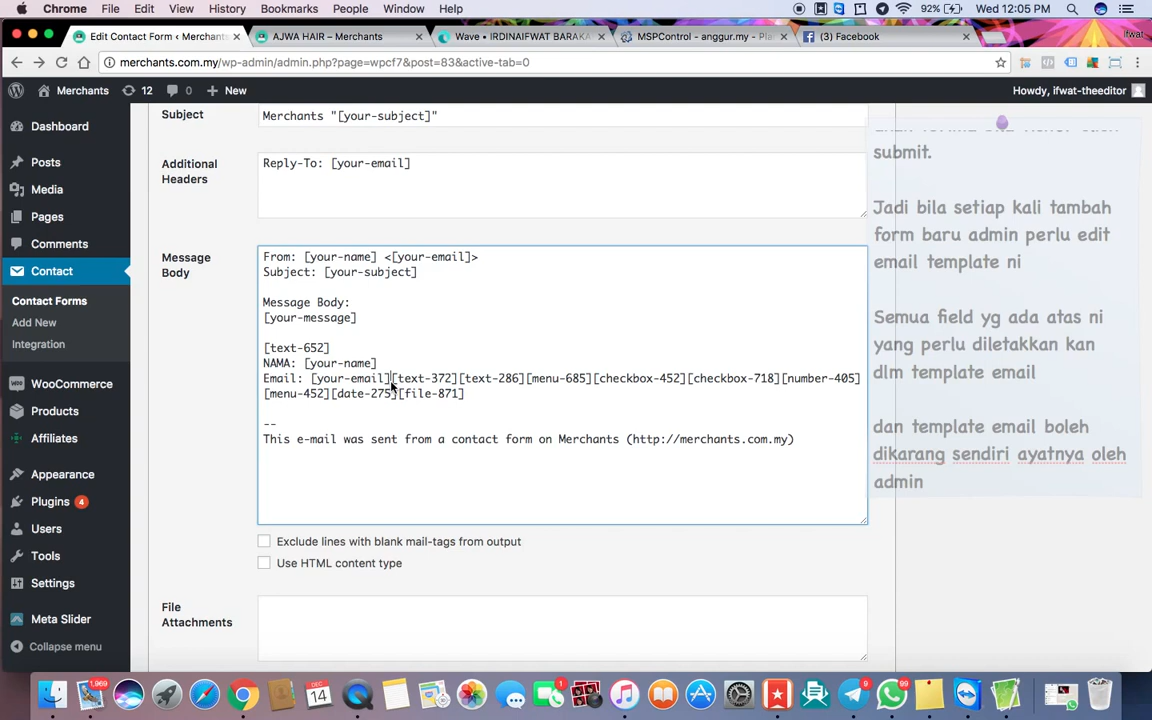 Chrome File Edit View History Bookmarks People Window Help
92% Wed 12:05 PM
Edit Contact Form ‹ Merchants
AJWA HAIR – Merchants
Wave • IRDINAIFWAT BARAKA
MSPControl - anggur.my - Ple
(3) Facebook
ifwat
merchants.com.my/wp-admin/admin.php?page=wpcf7&post=83&active-tab=0
Merchants 12 0 New
Howdy, ifwat-theeditor
Dashboard
Posts
Media
Pages
Comments
Contact
Contact Forms
Add New
Integration
WooCommerce
Products
Affiliates
Appearance
Plugins 4
Users
Tools
Settings
Meta Slider
Collapse menu
Subject
Merchants "[your-subject]"
Additional
Headers
Reply-To: [your-email]
Message
Body
From: [your-name] <[your-email]>
Subject: [your-subject]
Message Body:
[your-message]
[text-652]
NAMA: [your-name]
Email: [your-email][text-372][text-286][menu-685][checkbox-452][checkbox-718][number-405]
[menu-452][date-275][file-871]
--
This e-mail was sent from a contact form on Merchants (http://merchants.com.my)
Exclude lines with blank mail-tags from output
Use HTML content type
File
Attachments
submit.
Jadi bila setiap kali tambah
form baru admin perlu edit
email template ni
Semua field yg ada atas ni
yang perlu diletakkan kan
dlm template email
dan template email boleh
dikarang sendiri ayatnya oleh
admin
1,969
DEC
14
1
9
99